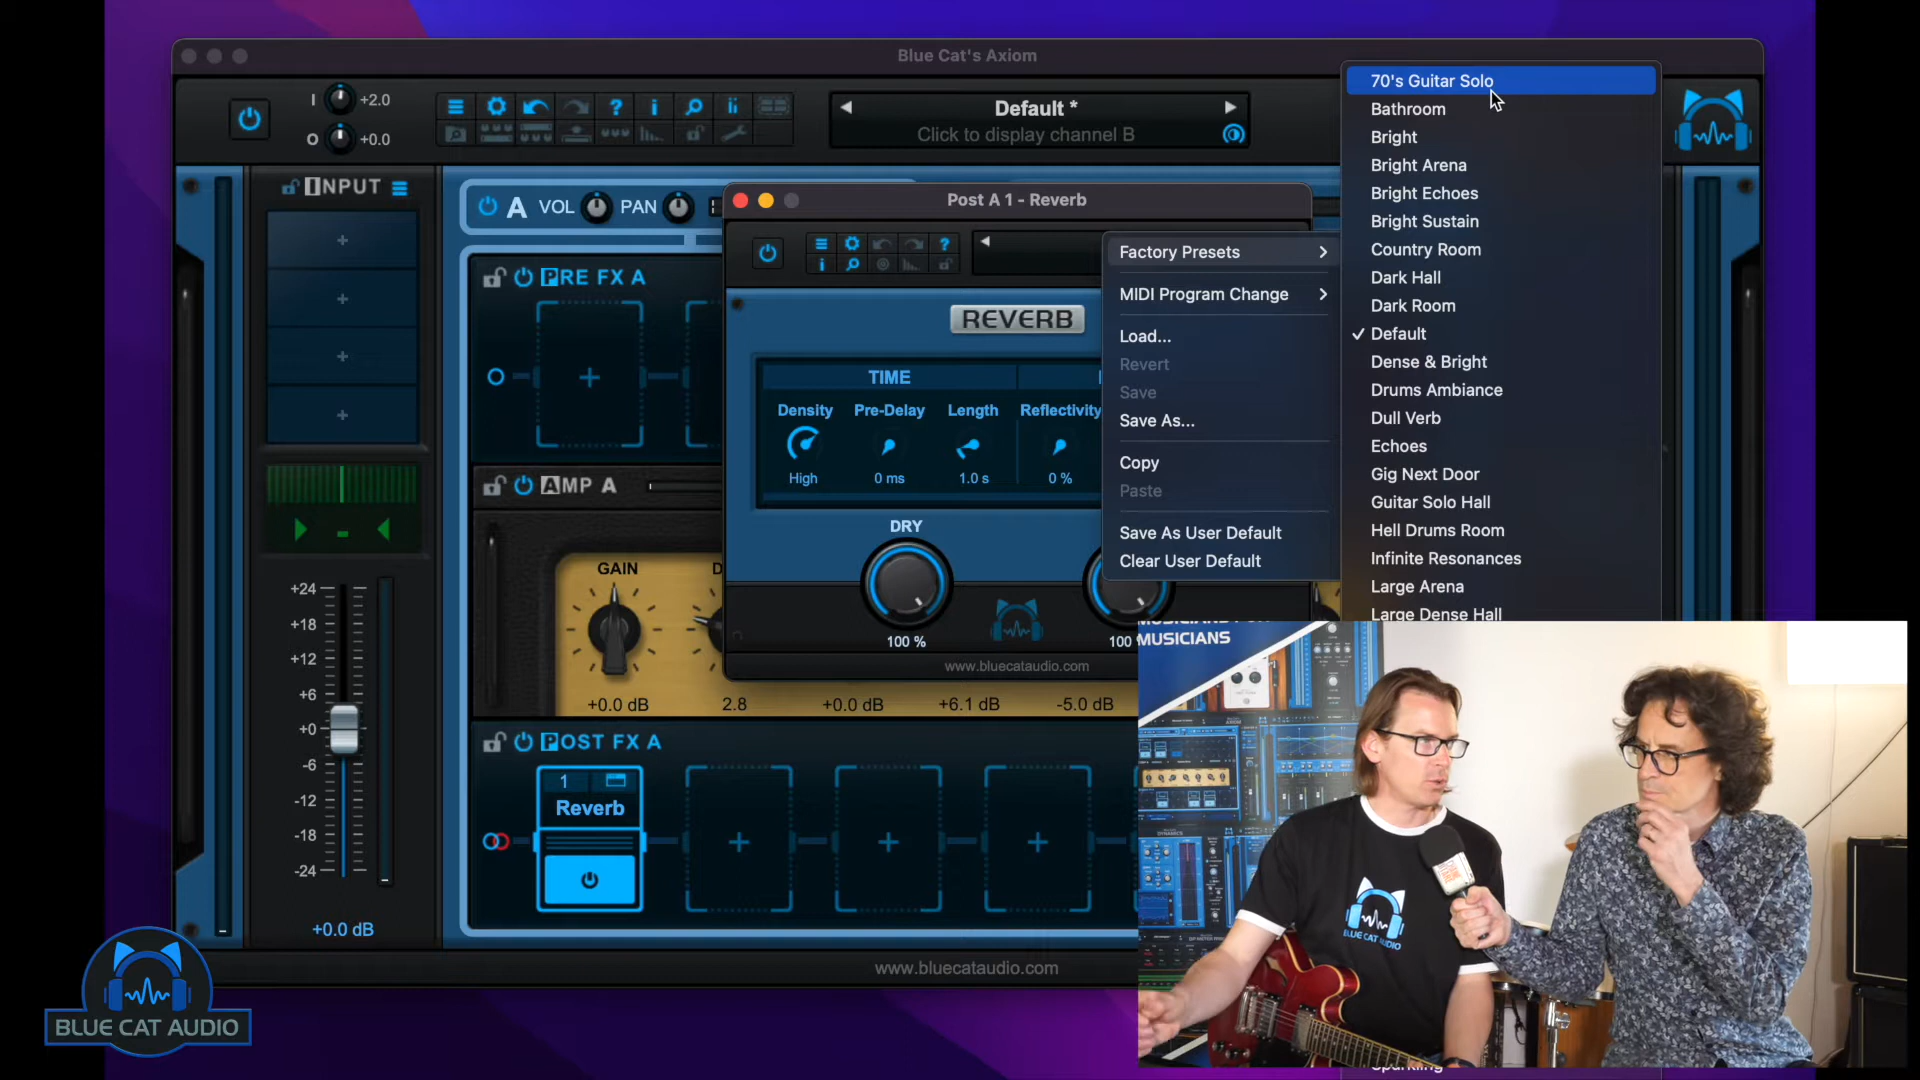 Blue Cat's Axiom
I +2.0
O +0.0
Default *
Click to display channel B
INPUT
A VOL PAN
PRE FX A
AMP A
GAIN
+24
+18
+12
+6
+0
-6
-12
-18
-24
+0.0 dB
+0.0 dB
2.8
+0.0 dB
+6.1 dB
-5.0 dB
POST FX A
1
Reverb
www.bluecataudio.com
Post A 1 - Reverb
REVERB
TIME
Density Pre-Delay Length Reflectivity
High 0 ms 1.0 s 0 %
DRY
100 %
100
www.bluecataudio.com
Factory Presets
MIDI Program Change
Load...
Revert
Save
Save As...
Copy
Paste
Save As User Default
Clear User Default
70's Guitar Solo
Bathroom
Bright
Bright Arena
Bright Echoes
Bright Sustain
Country Room
Dark Hall
Dark Room
Default
Dense & Bright
Drums Ambiance
Dull Verb
Echoes
Gig Next Door
Guitar Solo Hall
Hell Drums Room
Infinite Resonances
Large Arena
Large Dense Hall
Sparkling
MUSICIANS FOR
MUSICIANS
BLUE CAT AUDIO
BLUE CAT AUDIO